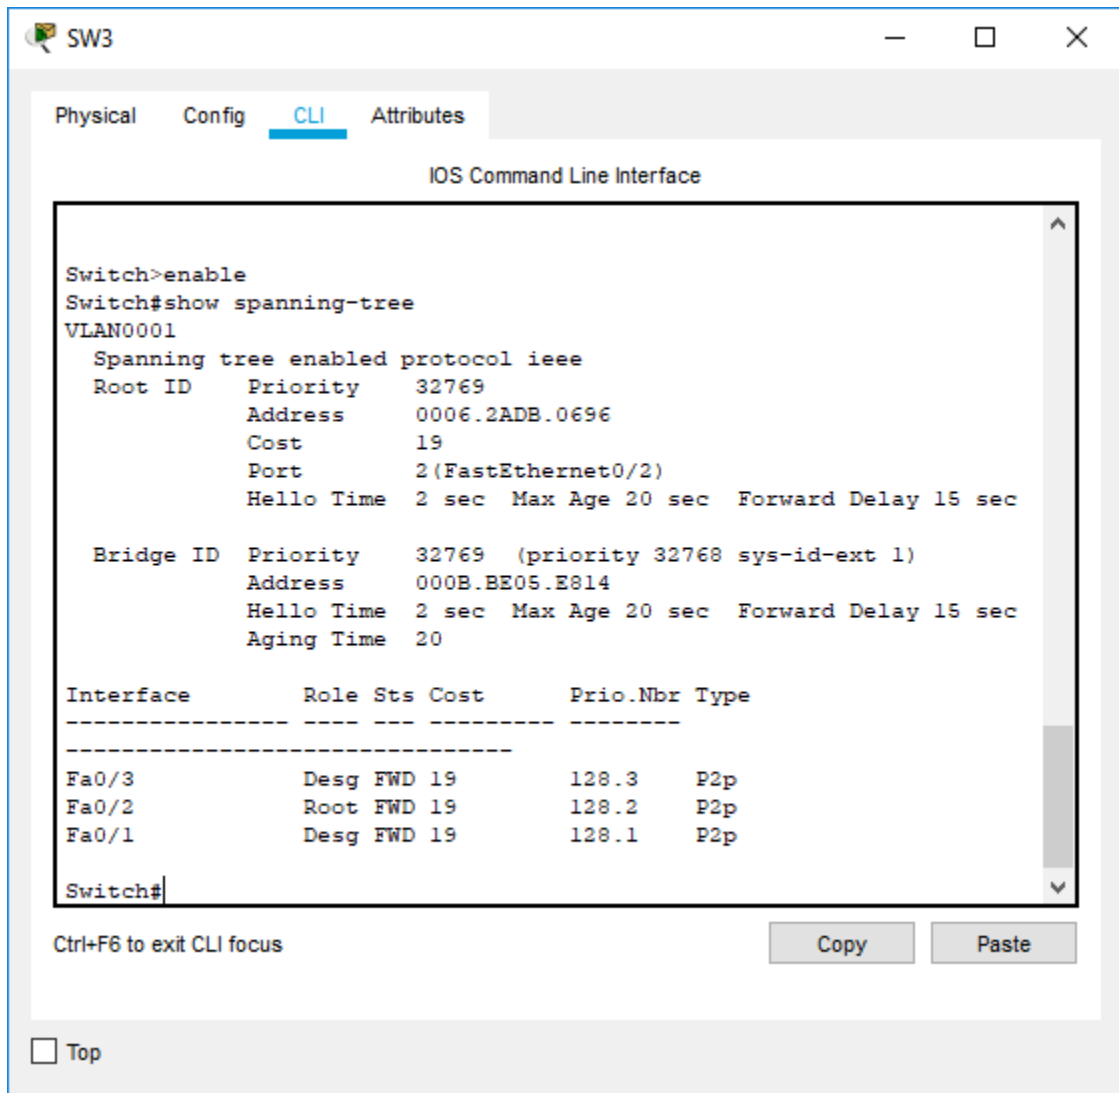 SW3
Physical Config CLI Attributes
IOS Command Line Interface
Switch>enable
Switch#show spanning-tree
VLAN0001
  Spanning tree enabled protocol ieee
  Root ID    Priority    32769
             Address     0006.2ADB.0696
             Cost        19
             Port        2(FastEthernet0/2)
             Hello Time  2 sec  Max Age 20 sec  Forward Delay 15 sec
  Bridge ID  Priority    32769  (priority 32768 sys-id-ext 1)
             Address     000B.BE05.E814
             Hello Time  2 sec  Max Age 20 sec  Forward Delay 15 sec
             Aging Time  20
Interface        Role Sts Cost      Prio.Nbr Type
---------------- ---- --- --------- --------
--------------------------------
Fa0/3            Desg FWD 19        128.3    P2p
Fa0/2            Root FWD 19        128.2    P2p
Fa0/1            Desg FWD 19        128.1    P2p
Switch#
Ctrl+F6 to exit CLI focus
Copy
Paste
Top